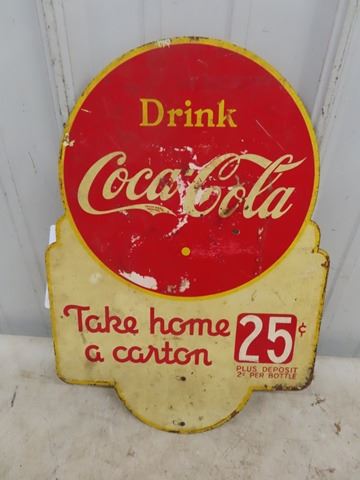 Drink
Coca-Cola
Take home
a carton
25¢
PLUS DEPOSIT
2¢ PER BOTTLE